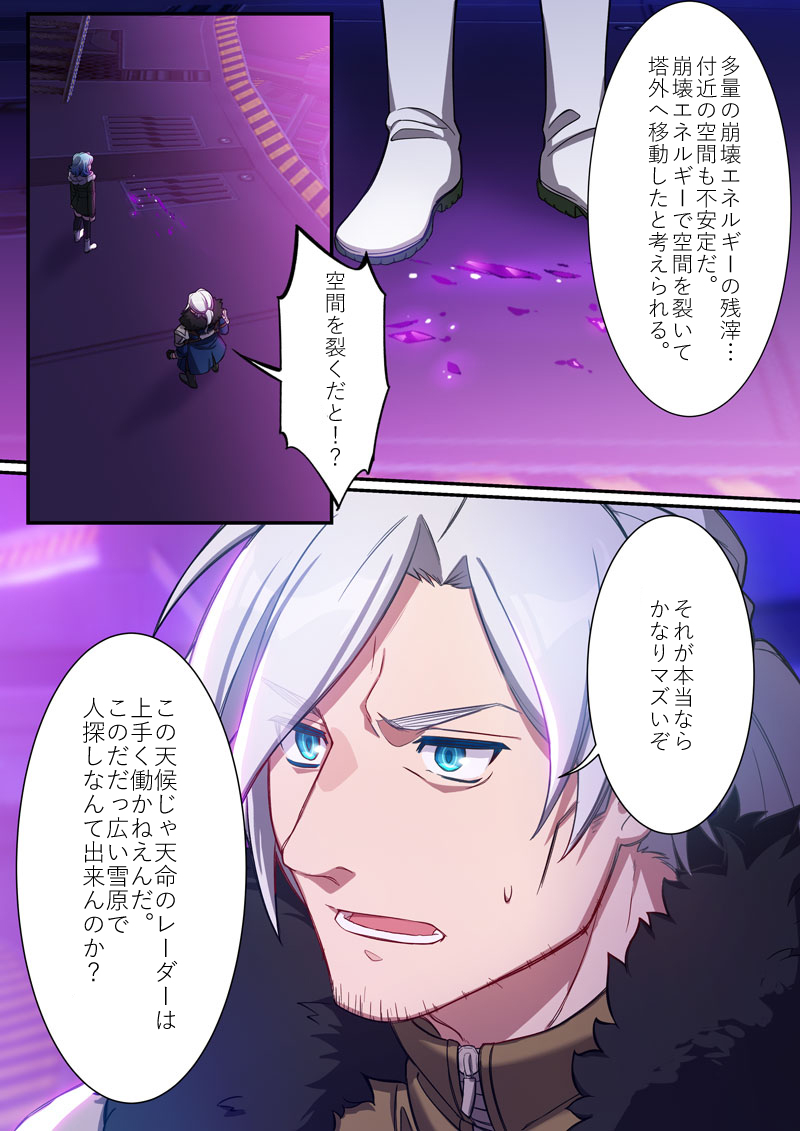 多量の崩壊エネルギーの残滓…
付近の空間も不安定だ。
崩壊エネルギーで空間を裂いて
塔外へ移動したと考えられる。
空間を裂くだと!?
それが本当なら
かなりマズいぞ
この天候じゃ天命のレーダーは
上手く働かねえんだ。
このだだっ広い雪原で
人探しなんて出来んのか?